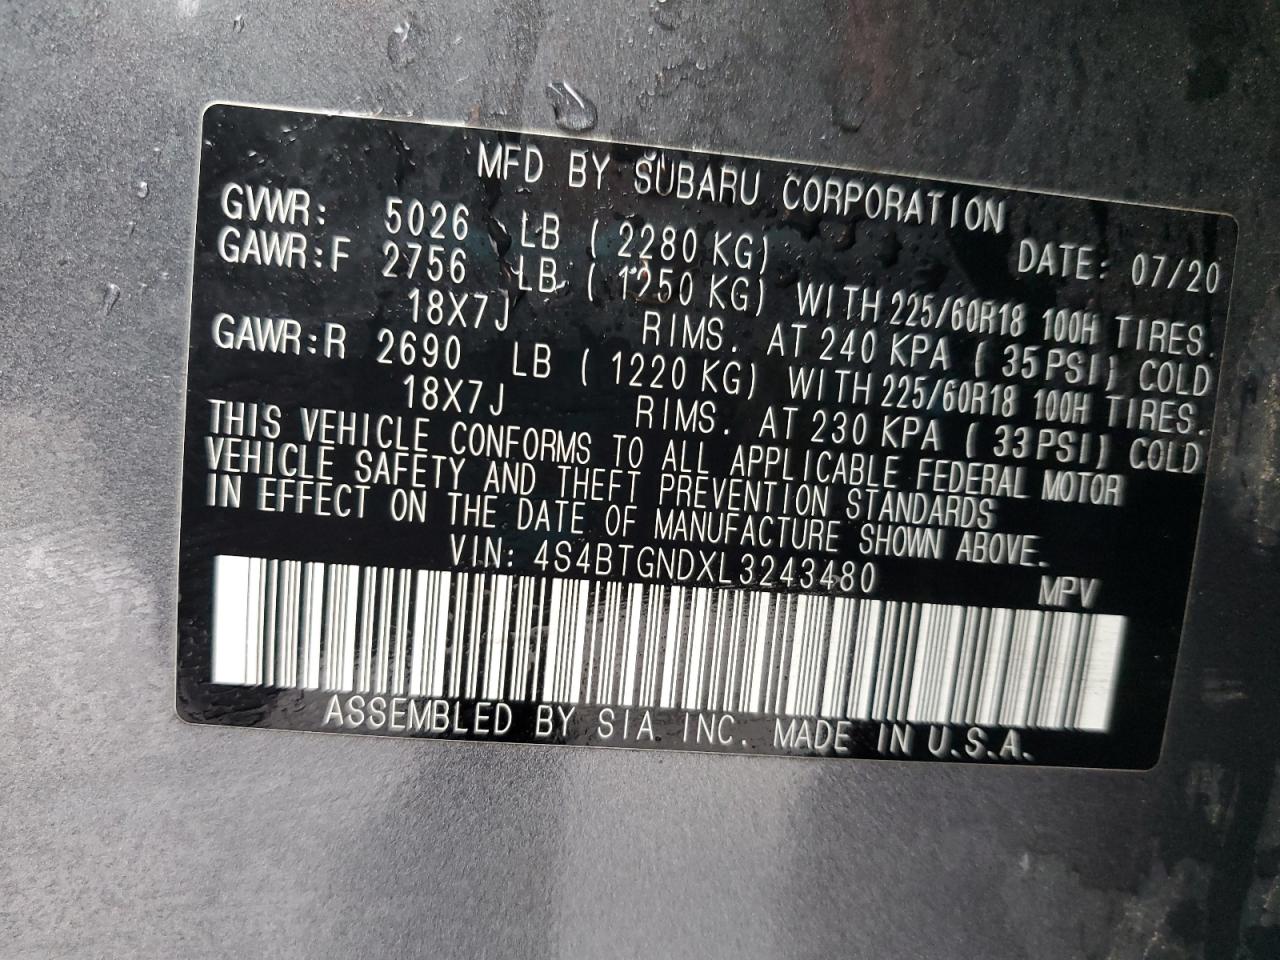 MFD BY SUBARU CORPORATION
GVWR: 5026 LB ( 2280 KG) DATE: 07/20
GAWR:F 2756 LB ( 1250 KG) WITH 225/60R18 100H TIRES.
18X7J RIMS. AT 240 KPA ( 35 PSI) COLD
GAWR:R 2690 LB ( 1220 KG) WITH 225/60R18 100H TIRES.
18X7J RIMS. AT 230 KPA ( 33 PSI) COLD
THIS VEHICLE CONFORMS TO ALL APPLICABLE FEDERAL MOTOR
VEHICLE SAFETY AND THEFT PREVENTION STANDARDS
IN EFFECT ON THE DATE OF MANUFACTURE SHOWN ABOVE.
VIN: 4S4BTGNDXL3243480 MPV
ASSEMBLED BY SIA, INC. MADE IN U.S.A.